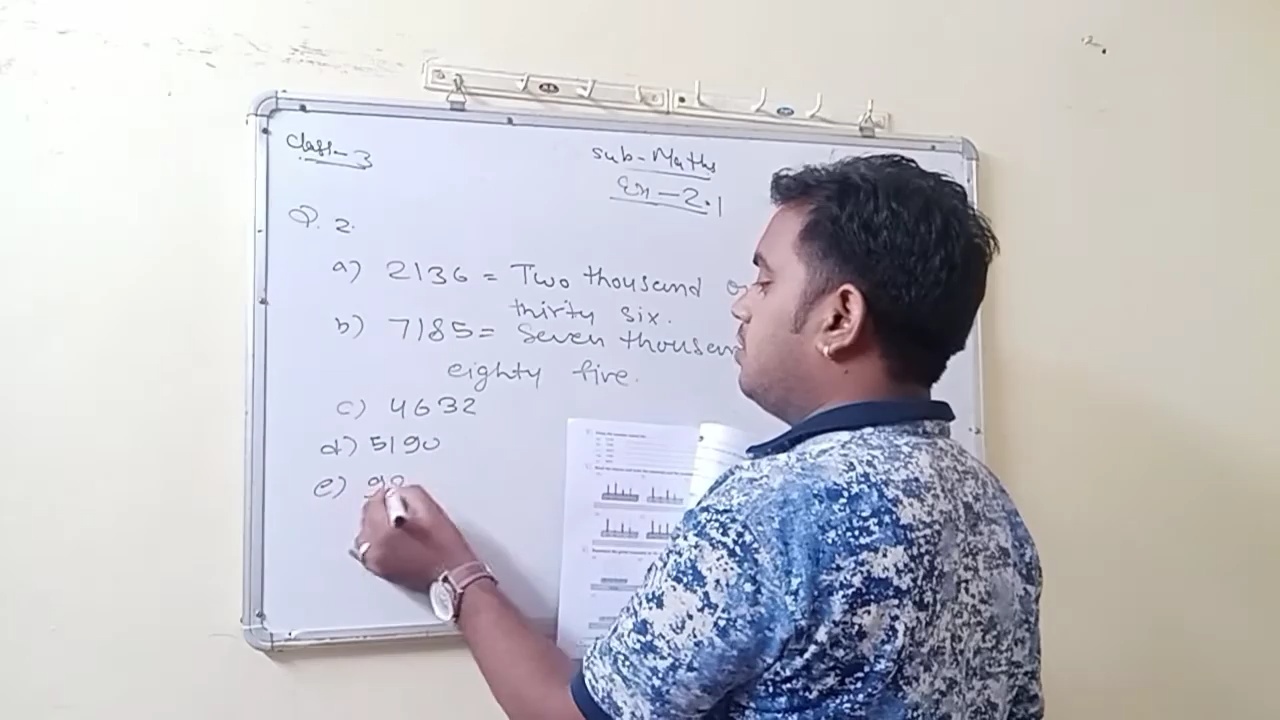 Class-3
sub-Maths
Ex-2.1
Q. 2.
a) 2136 = Two thousand
thirty six.
b) 7185 = Seven thousan
eighty five.
c) 4632
d) 5190
e) 98